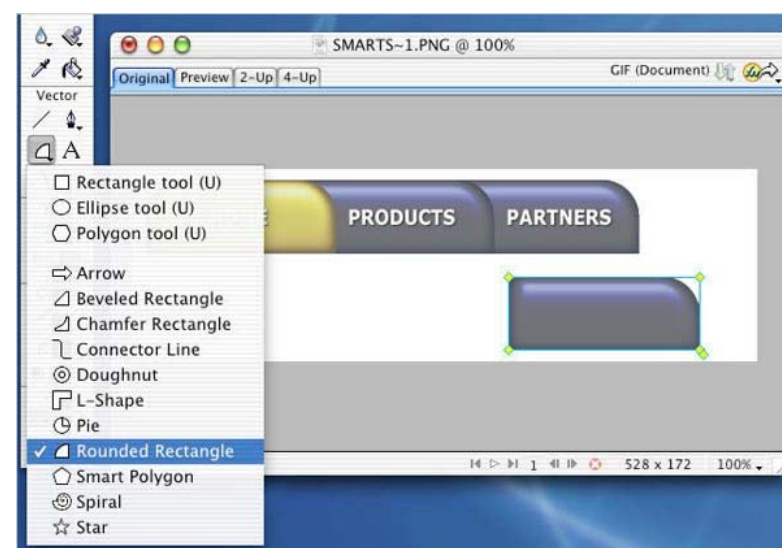 SMARTS~1.PNG @ 100%
Original Preview 2-Up 4-Up GIF (Document)
Vector
A
Rectangle tool (U)
Ellipse tool (U)
Polygon tool (U)
Arrow
Beveled Rectangle
Chamfer Rectangle
Connector Line
Doughnut
L-Shape
Pie
✓ Rounded Rectangle
Smart Polygon
Spiral
Star
PRODUCTS PARTNERS
1 528 x 172 100%